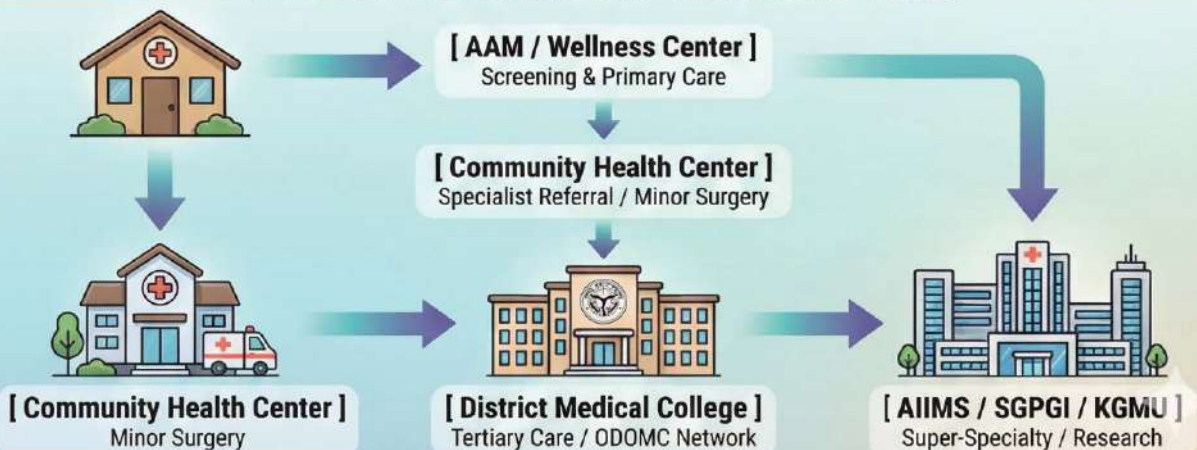 [ AAM / Wellness Center ]
Screening & Primary Care
[ Community Health Center ]
Specialist Referral / Minor Surgery
[ Community Health Center ]
Minor Surgery
[ District Medical College ]
Tertiary Care / ODOMC Network
[ AIIMS / SGPGI / KGMU ]
Super-Specialty / Research